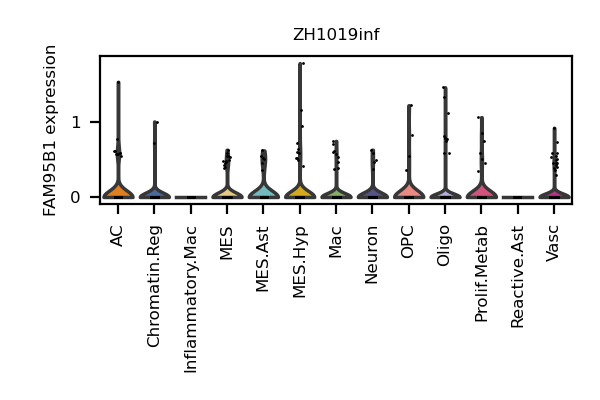 ZH1019inf
FAM95B1 expression
1
0
AC
Chromatin.Reg
Inflammatory.Mac
MES
MES.Ast
MES.Hyp
Mac
Neuron
OPC
Oligo
Prolif.Metab
Reactive.Ast
Vasc